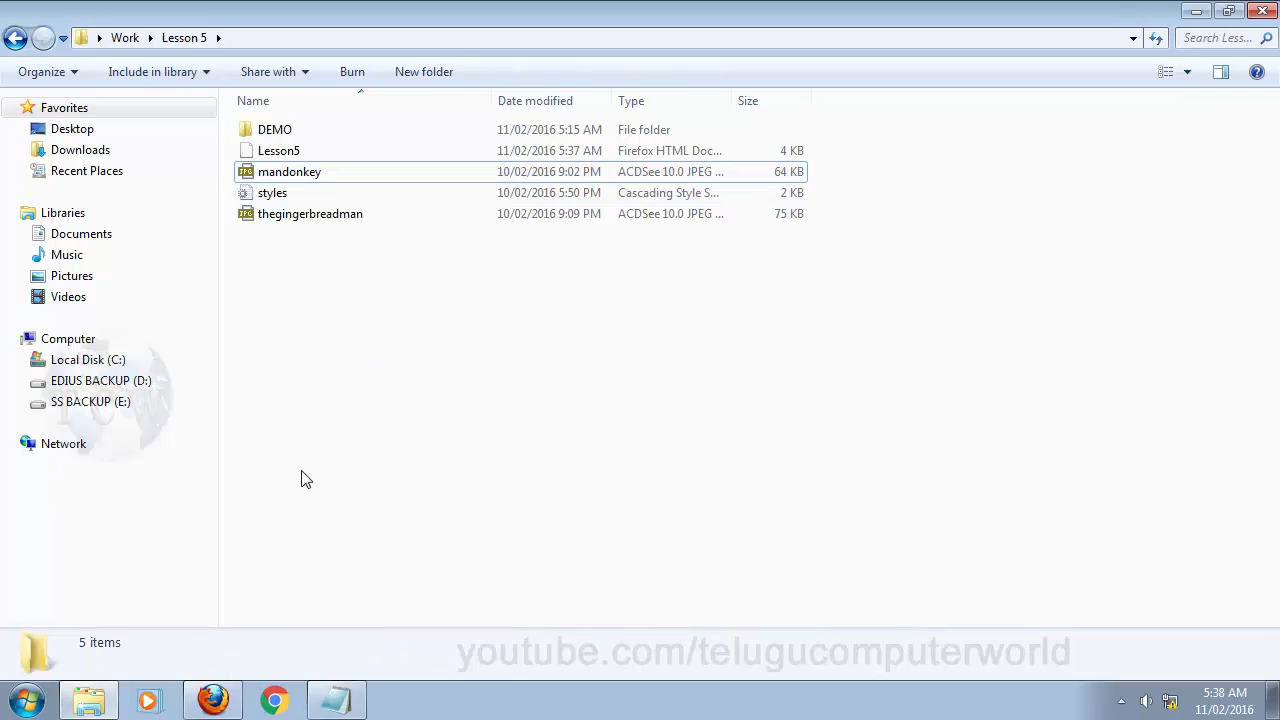 Work Lesson 5 Search Less...
Organize Include in library Share with Burn New folder
Name Date modified Type Size
Favorites
Desktop
Downloads
Recent Places
Libraries
Documents
Music
Pictures
Videos
Computer
Local Disk (C:)
EDIUS BACKUP (D:)
SS BACKUP (E:)
Network
DEMO 11/02/2016 5:15 AM File folder
Lesson5 11/02/2016 5:37 AM Firefox HTML Doc... 4 KB
mandonkey 10/02/2016 9:02 PM ACDSee 10.0 JPEG ... 64 KB
styles 10/02/2016 5:50 PM Cascading Style S... 2 KB
thegingerbreadman 10/02/2016 9:09 PM ACDSee 10.0 JPEG ... 75 KB
5 items
youtube.com/telugucomputerworld
5:38 AM
11/02/2016